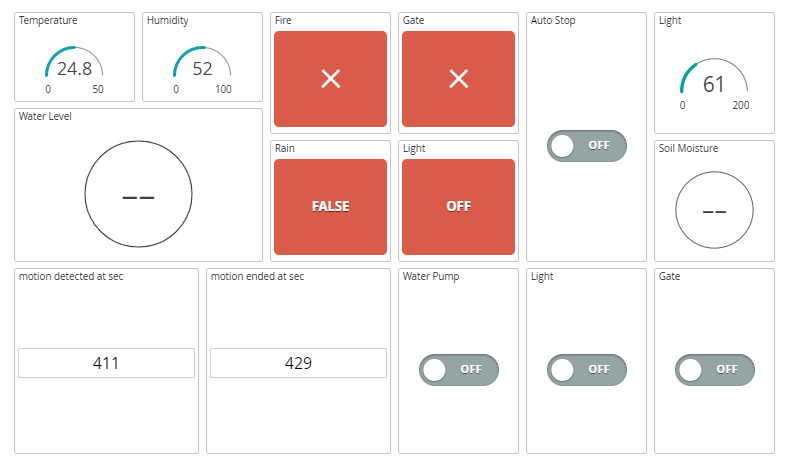 Temperature
24.8
0 50
Humidity
52
0 100
Fire
Gate
Auto Stop
OFF
Light
61
0 200
Water Level
--
Rain
FALSE
Light
OFF
Soil Moisture
--
motion detected at sec
411
motion ended at sec
429
Water Pump
OFF
Light
OFF
Gate
OFF